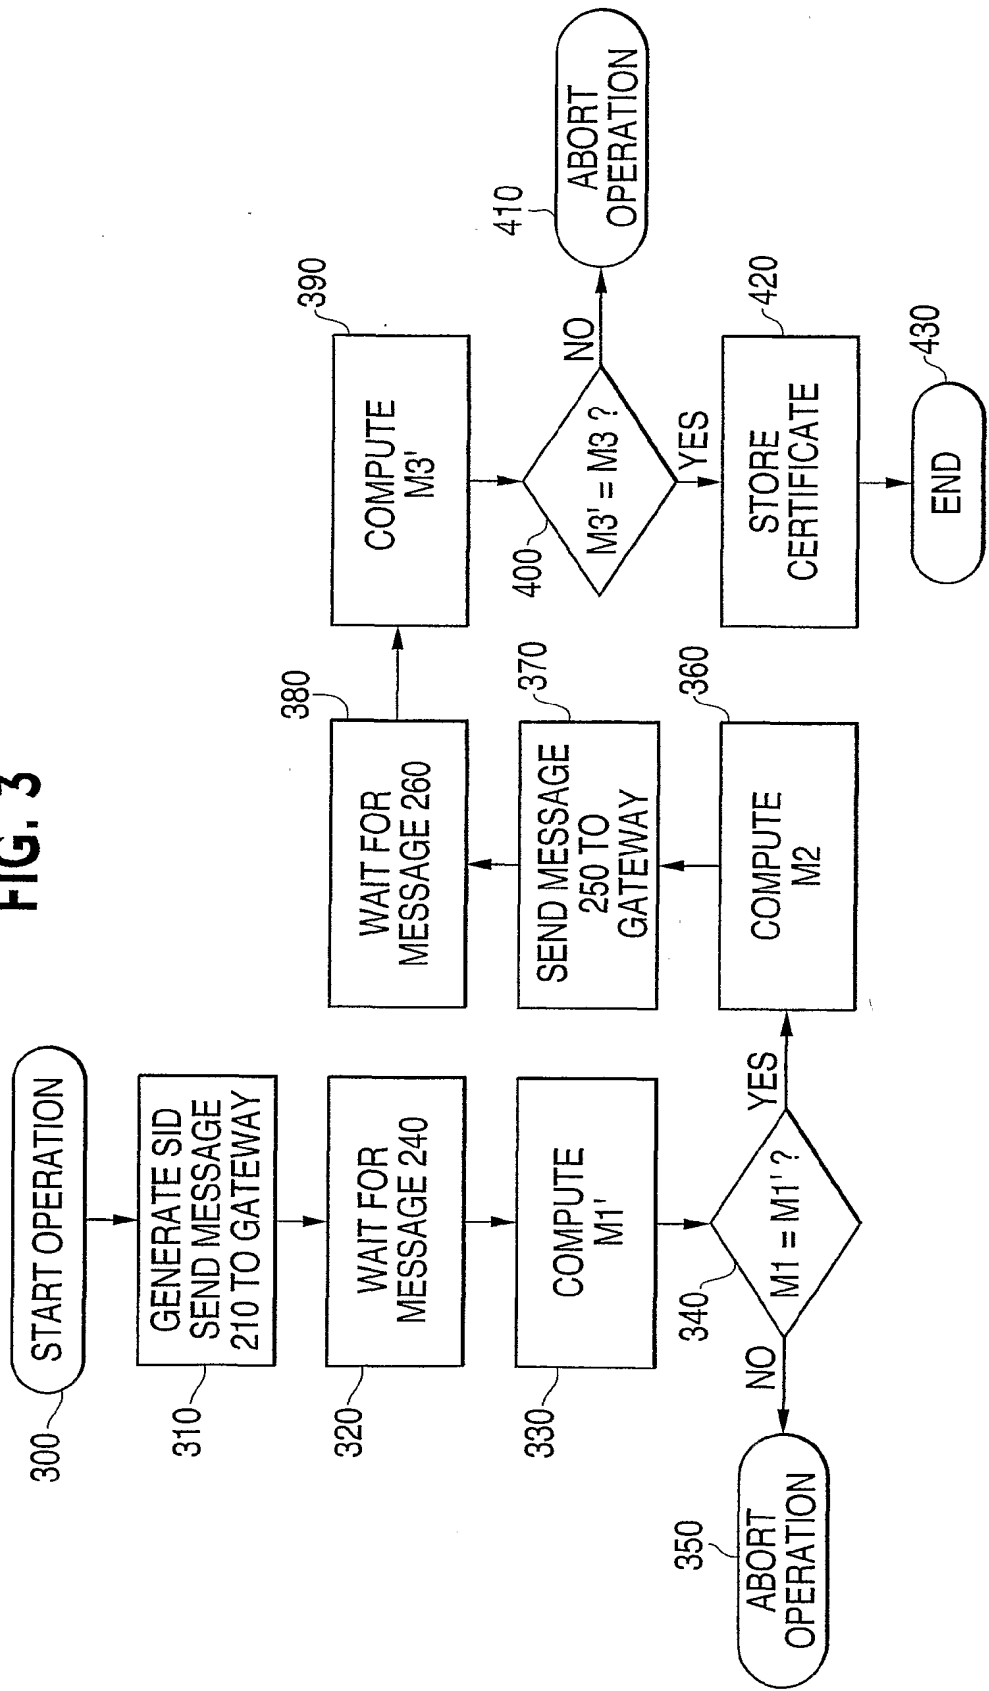 FIG. 3
300
START OPERATION
310
GENERATE SID
SEND MESSAGE
210 TO GATEWAY
320
WAIT FOR
MESSAGE 240
330
COMPUTE
M1'
340
M1 = M1' ?
NO
YES
350
ABORT
OPERATION
360
COMPUTE
M2
370
SEND MESSAGE
250 TO
GATEWAY
380
WAIT FOR
MESSAGE 260
390
COMPUTE
M3'
400
M3' = M3 ?
NO
YES
410
ABORT
OPERATION
420
STORE
CERTIFICATE
430
END